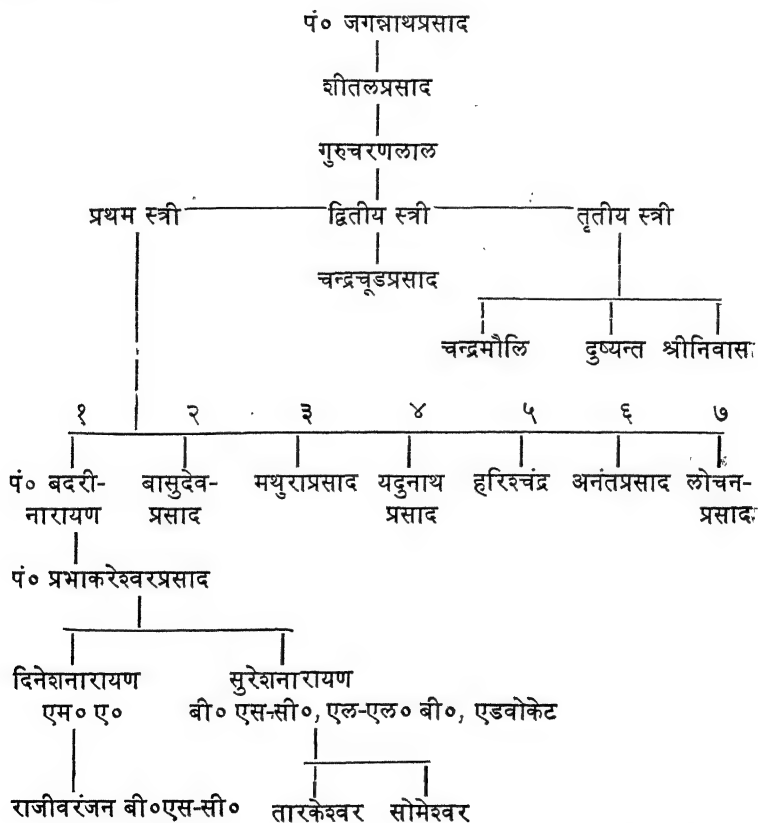 पं० जगन्नाथप्रसाद
शीतलप्रसाद
गुरुचरणलाल
प्रथम स्त्री द्वितीय स्त्री तृतीय स्त्री
चन्द्रचूडप्रसाद
चन्द्रमौलि दुष्यन्त श्रीनिवास
१ २ ३ ४ ५ ६ ७
पं० बदरी- बासुदेव- मथुराप्रसाद यदुनाथ हरिश्चंद्र अनंतप्रसाद लोचन-
नारायण प्रसाद प्रसाद प्रसाद
पं० प्रभाकरेश्वरप्रसाद
दिनेशनारायण सुरेशनारायण
एम० ए० बी० एस-सी०, एल-एल० बी०, एडवोकेट
राजीवरंजन बी०एस-सी० तारकेश्वर सोमेश्वर